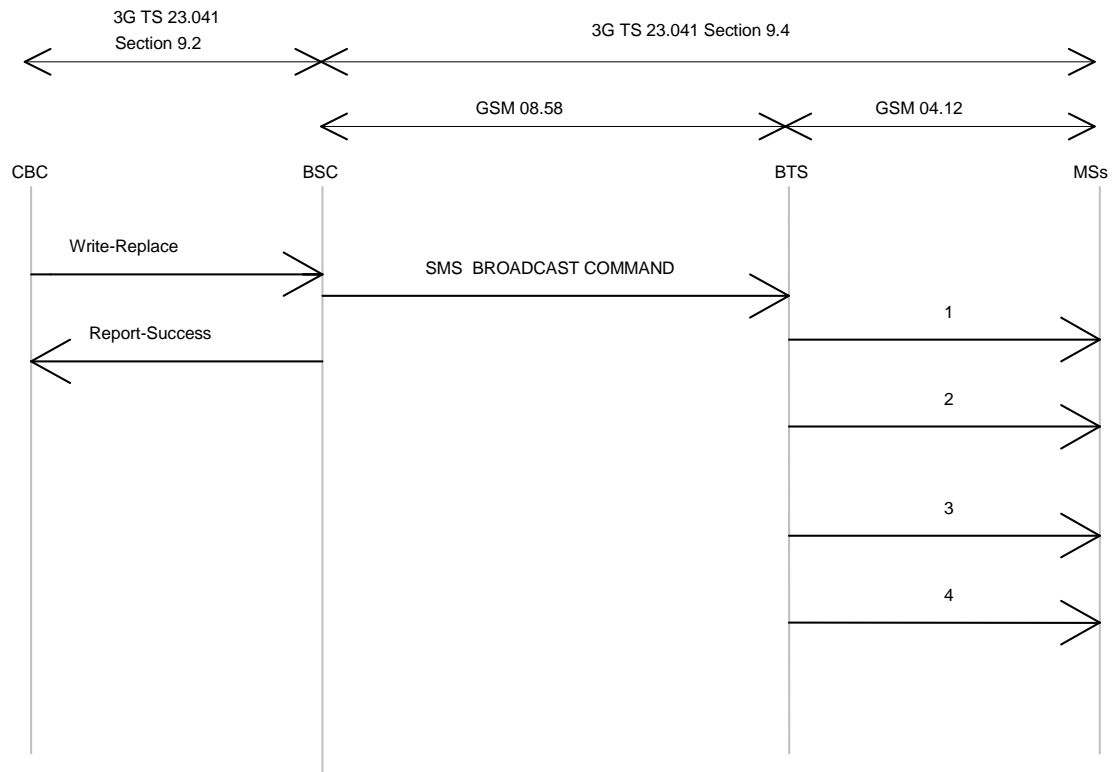 3G TS 23.041
Section 9.2
3G TS 23.041 Section 9.4
GSM 08.58
GSM 04.12
CBC
BSC
BTS
MSs
Write-Replace
SMS BROADCAST COMMAND
1
Report-Success
2
3
4